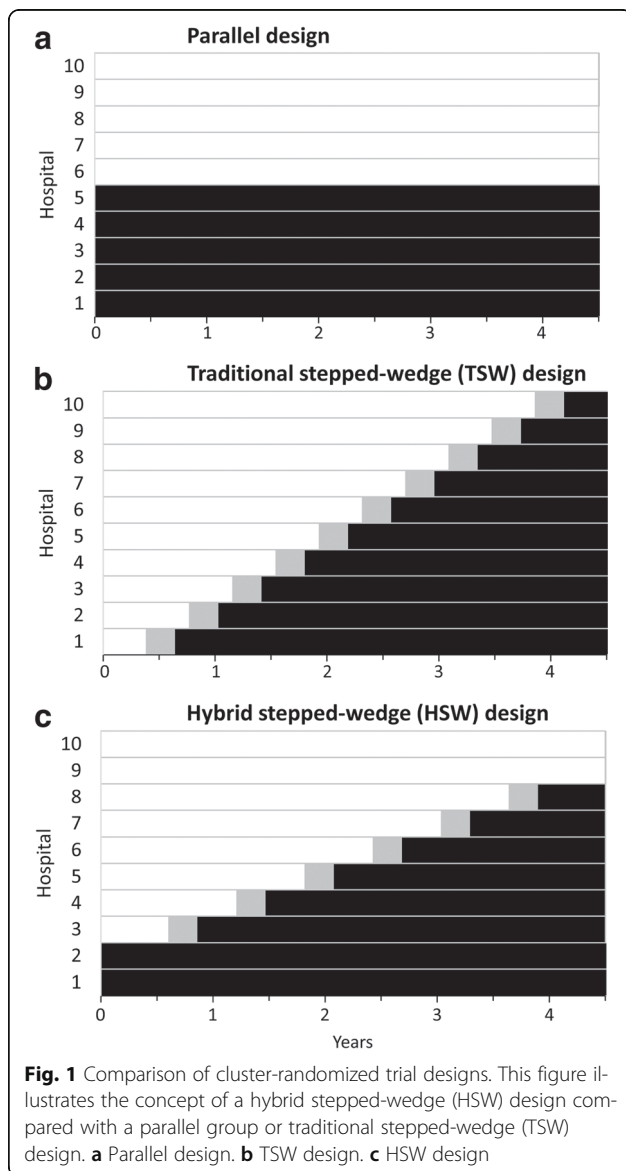 a
Parallel design
Hospital
10
9
8
7
6
5
4
3
2
1
0 1 2 3 4
b
Traditional stepped-wedge (TSW) design
Hospital
10
9
8
7
6
5
4
3
2
1
0 1 2 3 4
c
Hybrid stepped-wedge (HSW) design
Hospital
10
9
8
7
6
5
4
3
2
1
0 1 2 3 4
Years
Fig. 1 Comparison of cluster-randomized trial designs. This figure il-
lustrates the concept of a hybrid stepped-wedge (HSW) design com-
pared with a parallel group or traditional stepped-wedge (TSW)
design. a Parallel design. b TSW design. c HSW design